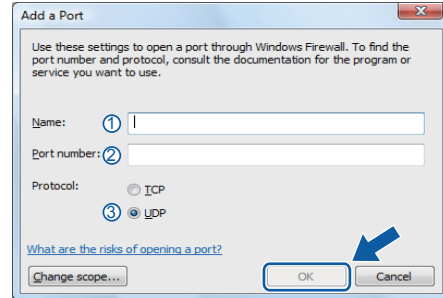 Add a Port
Use these settings to open a port through Windows Firewall. To find the
port number and protocol, consult the documentation for the program or
service you want to use.
Name: ①
Port number: ②
Protocol: TCP
③ UDP
What are the risks of opening a port?
Change scope... OK Cancel